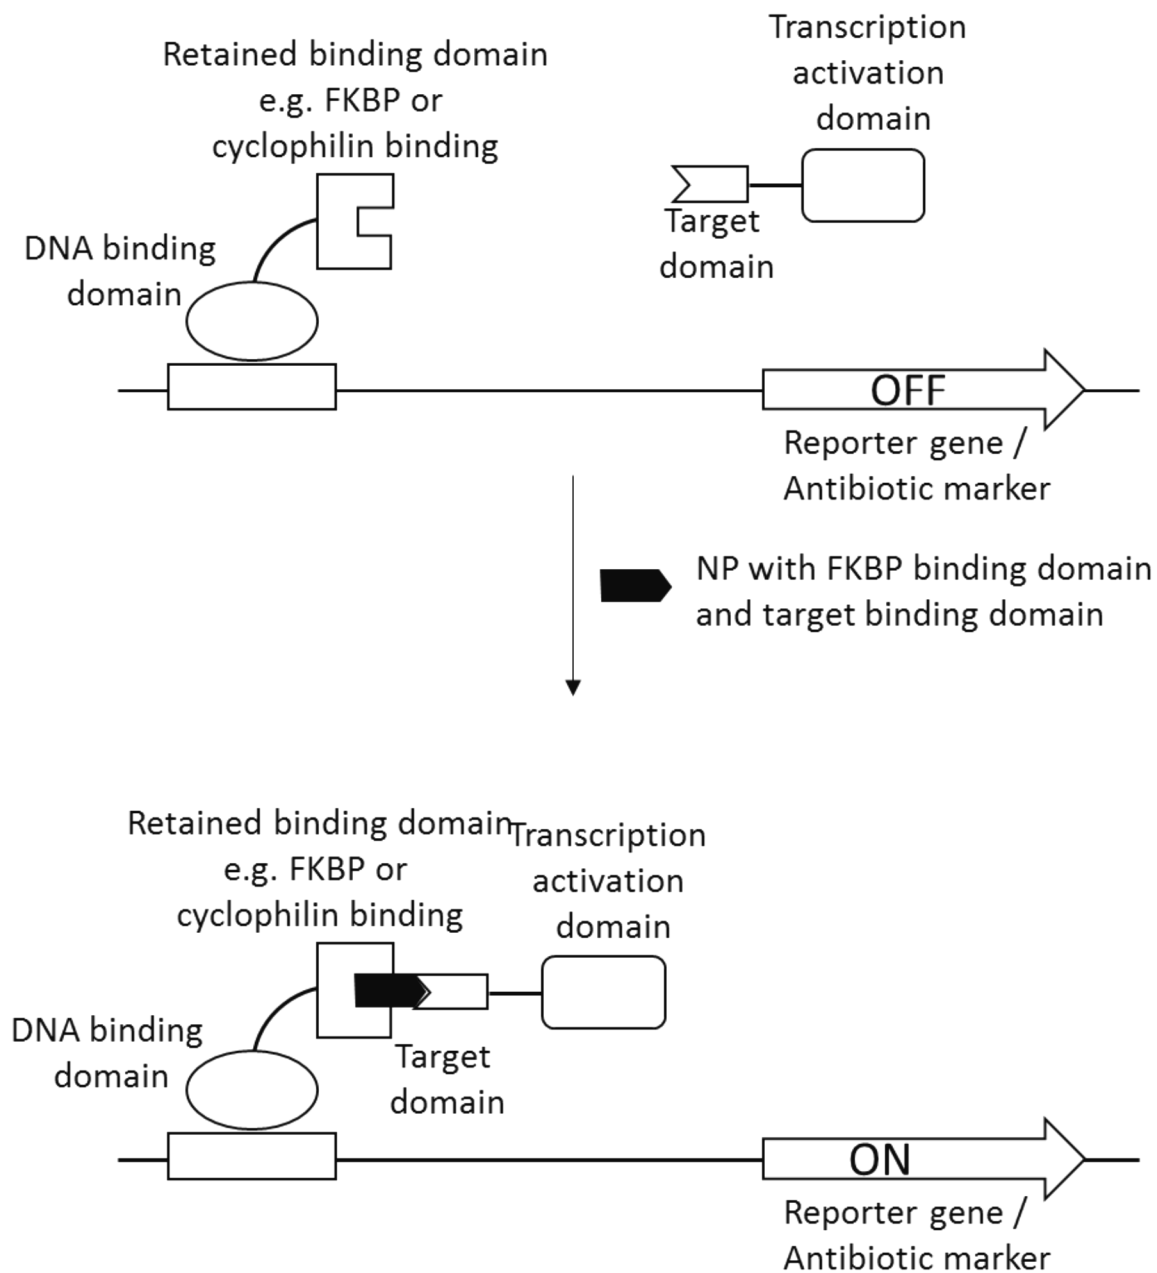 Retained binding domain
e.g. FKBP or
cyclophilin binding
Transcription
activation
domain
DNA binding
domain
Target
domain
OFF
Reporter gene /
Antibiotic marker
NP with FKBP binding domain
and target binding domain
Retained binding domain
e.g. FKBP or
cyclophilin binding
Transcription
activation
domain
DNA binding
domain
Target
domain
ON
Reporter gene /
Antibiotic marker